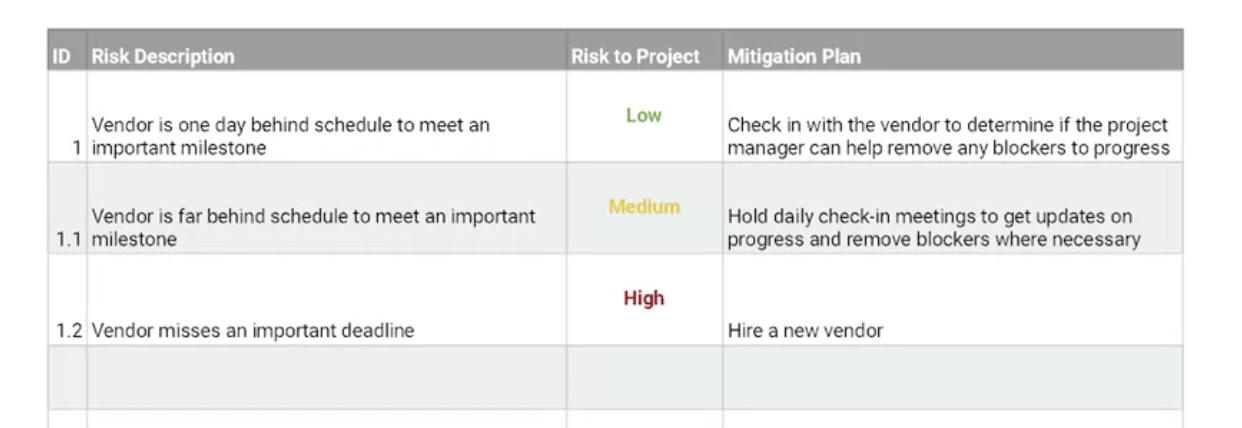 ID Risk Description Risk to Project Mitigation Plan
Low
Vendor is one day behind schedule to meet an
1 important milestone
Check in with the vendor to determine if the project
manager can help remove any blockers to progress
Medium
Vendor is far behind schedule to meet an important
1.1 milestone
Hold daily check-in meetings to get updates on
progress and remove blockers where necessary
High
1.2 Vendor misses an important deadline
Hire a new vendor